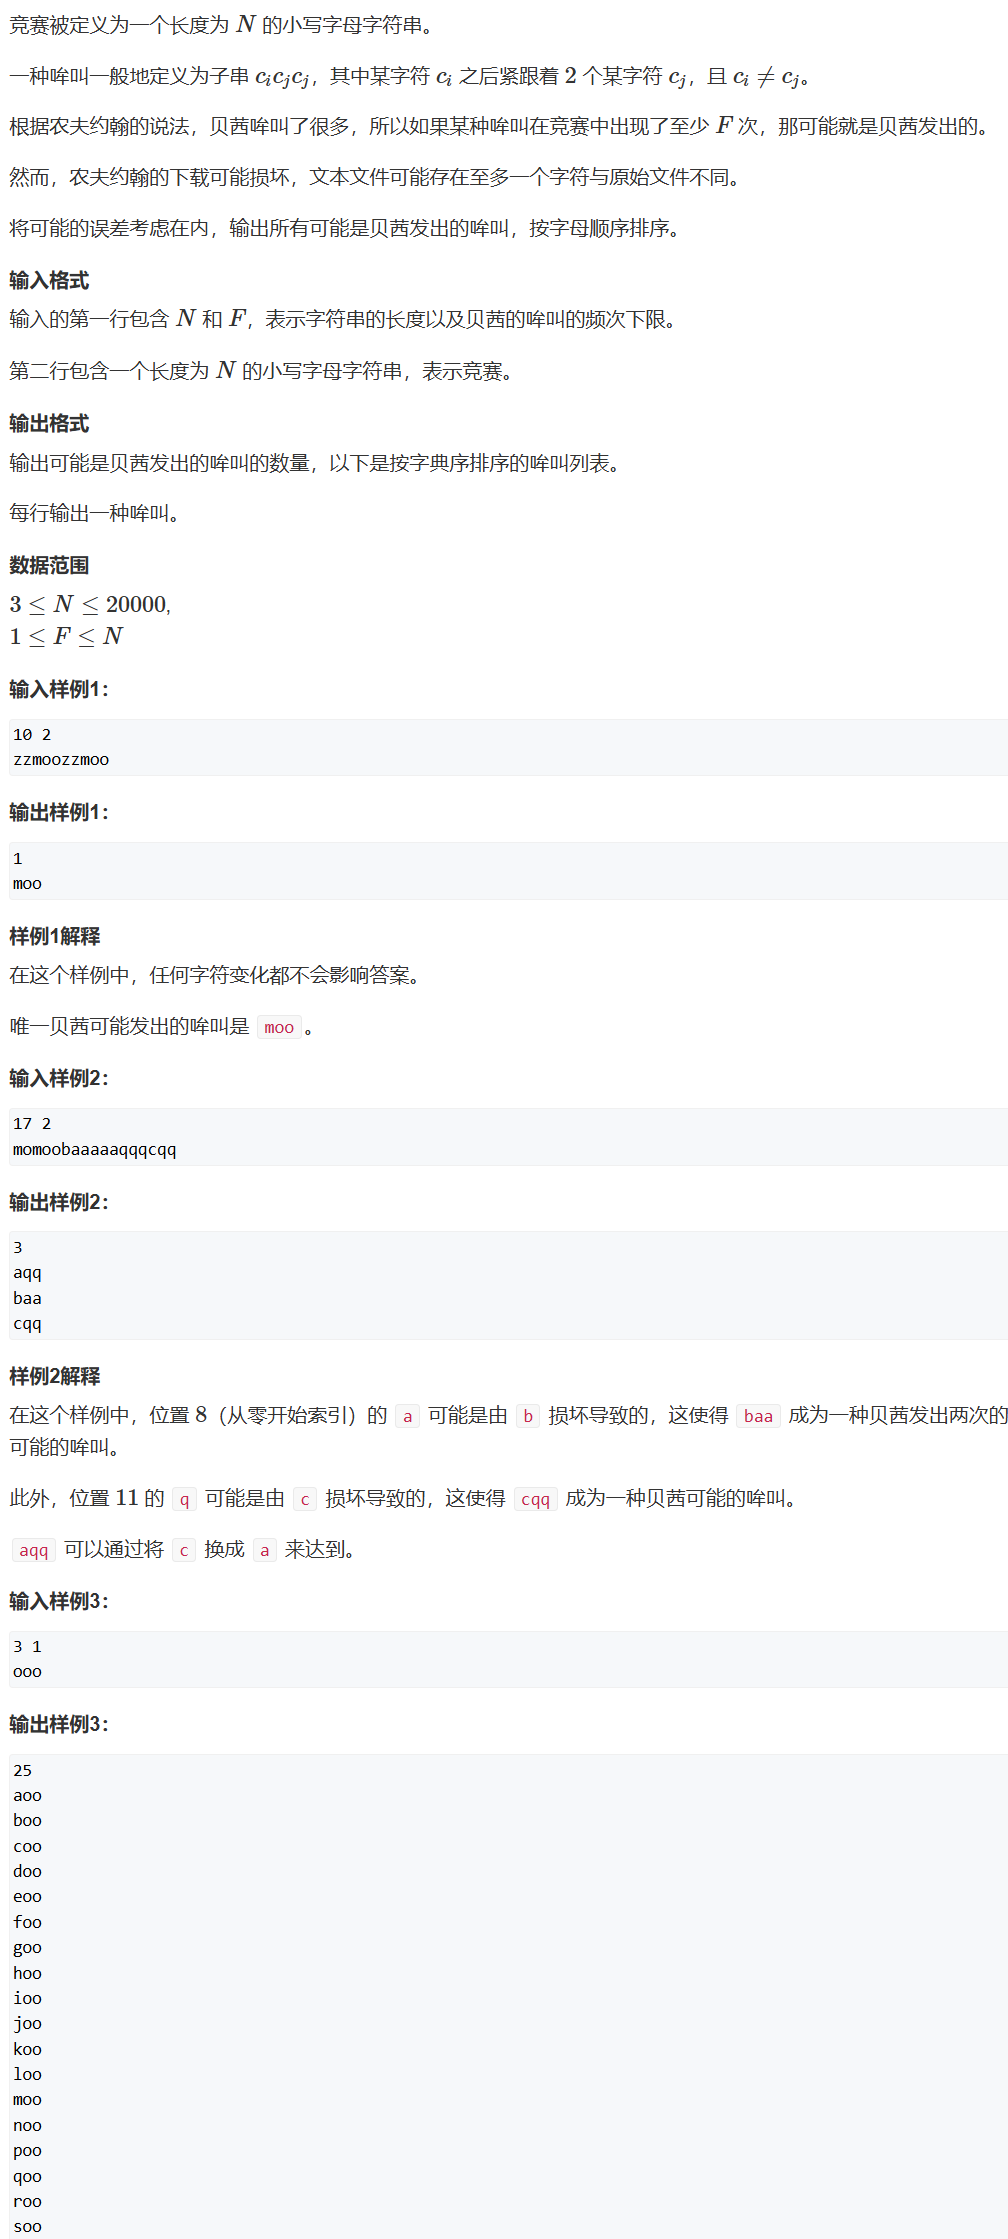 竞赛被定义为一个长度为 N 的小写字母字符串。
一种哞叫一般地定义为子串 cᵢcⱼcⱼ，其中某字符 cᵢ 之后紧跟着 2 个某字符 cⱼ，且 cᵢ ≠ cⱼ。
根据农夫约翰的说法，贝茜哞叫了很多，所以如果某种哞叫在竞赛中出现了至少 F 次，那可能就是贝茜发出的。
然而，农夫约翰的下载可能损坏，文本文件可能存在至多一个字符与原始文件不同。
将可能的误差考虑在内，输出所有可能是贝茜发出的哞叫，按字母顺序排序。
输入格式
输入的第一行包含 N 和 F，表示字符串的长度以及贝茜的哞叫的频次下限。
第二行包含一个长度为 N 的小写字母字符串，表示竞赛。
输出格式
输出可能是贝茜发出的哞叫的数量，以下是按字典序排序的哞叫列表。
每行输出一种哞叫。
数据范围
3 ≤ N ≤ 20000,
1 ≤ F ≤ N
输入样例1：
10 2
zzmoozzmoo
输出样例1：
1
moo
样例1解释
在这个样例中，任何字符变化都不会影响答案。
唯一贝茜可能发出的哞叫是 moo 。
输入样例2：
17 2
momoobaaaaaqqqcqq
输出样例2：
3
aqq
baa
cqq
样例2解释
在这个样例中，位置 8（从零开始索引）的 a 可能是由 b 损坏导致的，这使得 baa 成为一种贝茜发出两次的
可能的哞叫。
此外，位置 11 的 q 可能是由 c 损坏导致的，这使得 cqq 成为一种贝茜可能的哞叫。
aqq 可以通过将 c 换成 a 来达到。
输入样例3：
3 1
ooo
输出样例3：
25
aoo
boo
coo
doo
eoo
foo
goo
hoo
ioo
joo
koo
loo
moo
noo
poo
qoo
roo
soo